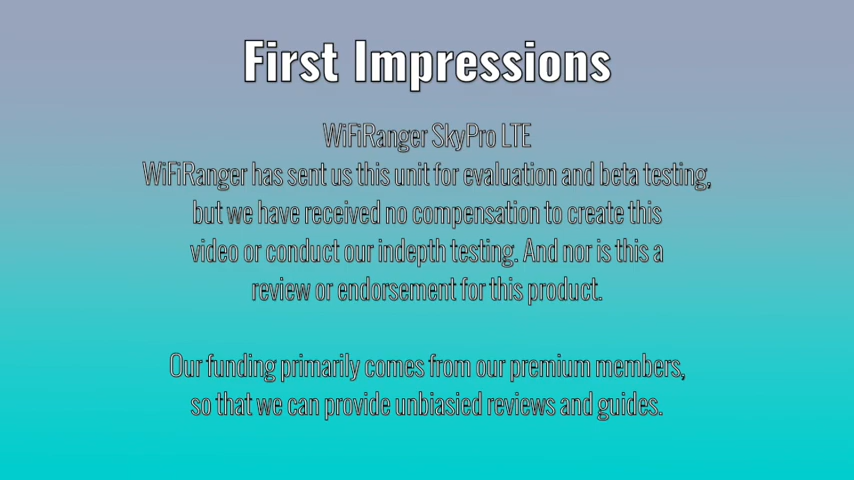 First Impressions
WiFiRanger SkyPro LTE
WiFiRanger has sent us this unit for evaluation and beta testing,
but we have received no compensation to create this
video or conduct our indepth testing. And nor is this a
review or endorsement for this product.
Our funding primarily comes from our premium members,
so that we can provide unbiasied reviews and guides.